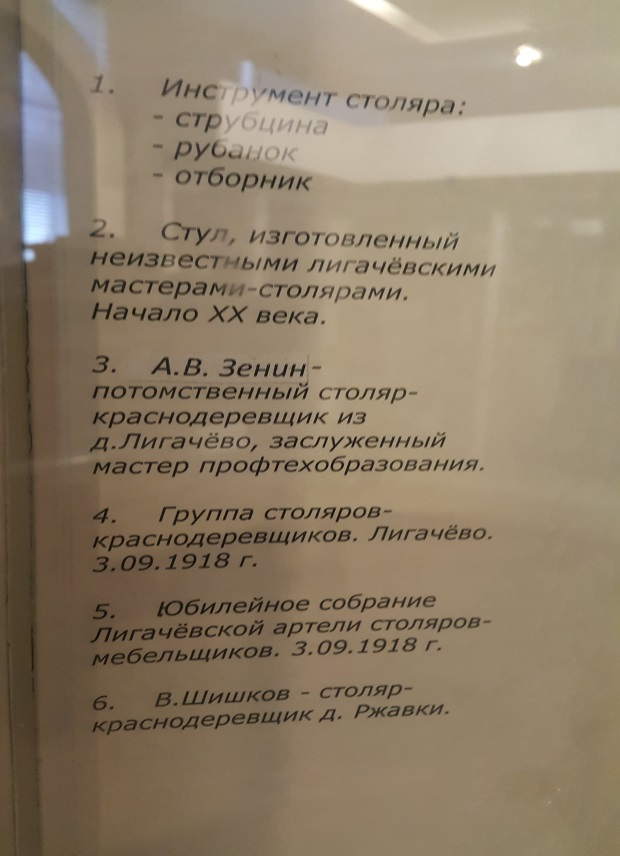 1. Инструмент столяра:
- струбцина
- рубанок
- отборник
2. Стул, изготовленный
неизвестными лигачёвскими
мастерами-столярами.
Начало XX века.
3. А.В. Зенин-
потомственный столяр-
краснодеревщик из
д.Лигачёво, заслуженный
мастер профтехобразования.
4. Группа столяров-
краснодеревщиков. Лигачёво.
3.09.1918 г.
5. Юбилейное собрание
Лигачёвской артели столяров-
мебельщиков. 3.09.1918 г.
6. В.Шишков - столяр-
краснодеревщик д. Ржавки.